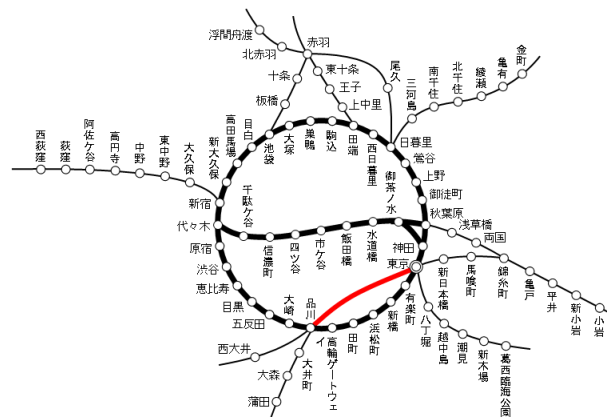 浮間舟渡
北赤羽
赤羽
十条
東十条
王子
上中里
板橋
尾久
三河島
南千住
北千住
綾瀬
亀有
金町
西荻窪
荻窪
阿佐ケ谷
高円寺
中野
東中野
大久保
新大久保
高田馬場
目白
池袋
大塚
巣鴨
駒込
田端
西日暮里
日暮里
鶯谷
上野
御徒町
秋葉原
御茶ノ水
新宿
代々木
千駄ケ谷
信濃町
四ツ谷
市ケ谷
飯田橋
水道橋
神田
東京
浅草橋
両国
錦糸町
亀戸
平井
新小岩
小岩
新日本橋
馬喰町
原宿
渋谷
恵比寿
目黒
五反田
大崎
品川
高輪ゲートウェイ
田町
浜松町
新橋
有楽町
八丁堀
越中島
潮見
新木場
葛西臨海公園
西大井
大井町
大森
蒲田